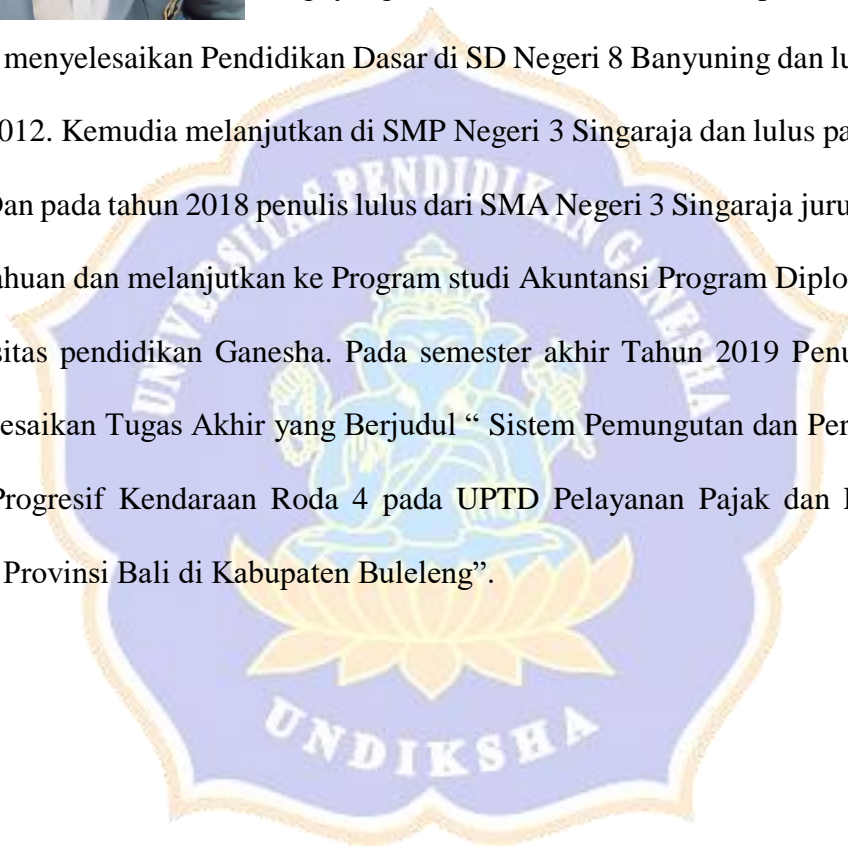 menyelesaikan Pendidikan Dasar di SD Negeri 8 Banyuning dan lu
012. Kemudia melanjutkan di SMP Negeri 3 Singaraja dan lulus pa
Dan pada tahun 2018 penulis lulus dari SMA Negeri 3 Singaraja juru
ahuan dan melanjutkan ke Program studi Akuntansi Program Diplo
sitas pendidikan Ganesha. Pada semester akhir Tahun 2019 Penu
esaikan Tugas Akhir yang Berjudul “ Sistem Pemungutan dan Per
Progresif Kendaraan Roda 4 pada UPTD Pelayanan Pajak dan
Provinsi Bali di Kabupaten Buleleng”.
UNIVERSITAS PENDIDIKAN GANESHA
UNDIKSHA